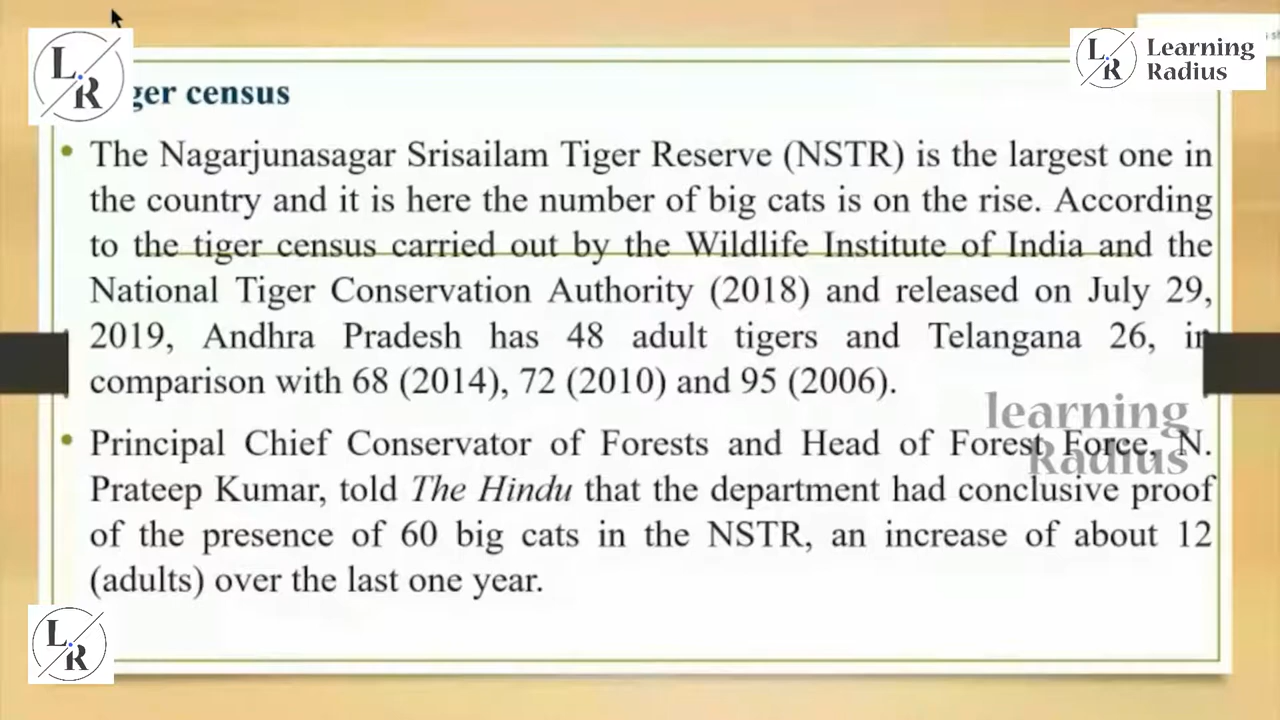 L R
Learning
Radius
ger census
• The Nagarjunasagar Srisailam Tiger Reserve (NSTR) is the largest one in
the country and it is here the number of big cats is on the rise. According
to the tiger census carried out by the Wildlife Institute of India and the
National Tiger Conservation Authority (2018) and released on July 29,
2019, Andhra Pradesh has 48 adult tigers and Telangana 26, in
comparison with 68 (2014), 72 (2010) and 95 (2006).
learning
Radius
• Principal Chief Conservator of Forests and Head of Forest Force, N.
Prateep Kumar, told The Hindu that the department had conclusive proof
of the presence of 60 big cats in the NSTR, an increase of about 12
(adults) over the last one year.
L R